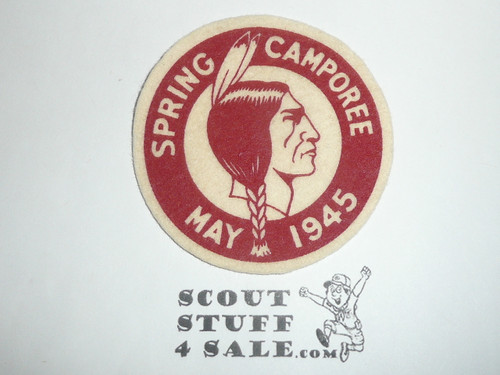 SPRING CAMPOREE
MAY 1945
SCOUT
STUFF
4 SALE.COM